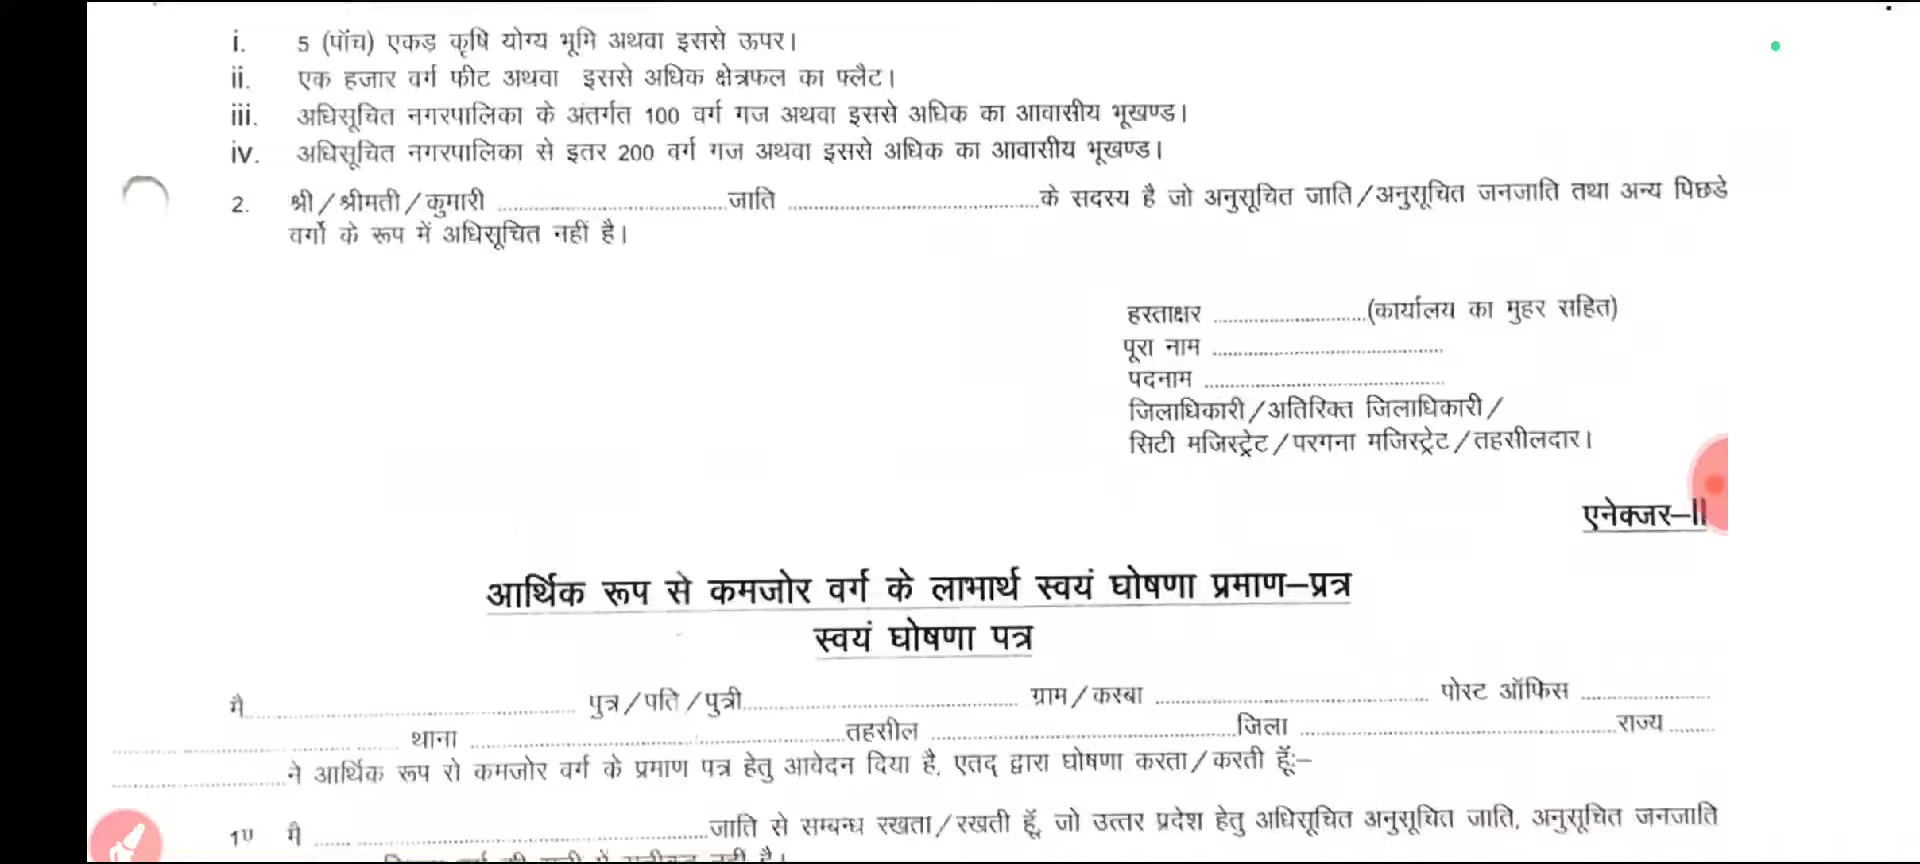 i. 5 (पॉच) एकड़ कृषि योग्य भूमि अथवा इससे ऊपर।
ii. एक हजार वर्ग फीट अथवा इससे अधिक क्षेत्रफल का फ्लैट।
iii. अधिसूचित नगरपालिका के अंतर्गत 100 वर्ग गज अथवा इससे अधिक का आवासीय भूखण्ड।
iv. अधिसूचित नगरपालिका से इतर 200 वर्ग गज अथवा इससे अधिक का आवासीय भूखण्ड।
2. श्री/श्रीमती/कुमारी ........................................जाति ............................................के सदस्य है जो अनुसूचित जाति/अनुसूचित जनजाति तथा अन्य पिछडे
वर्गो के रूप में अधिसूचित नहीं है।
हस्ताक्षर ............................(कार्यालय का मुहर सहित)
पूरा नाम ..........................................
पदनाम ............................................
जिलाधिकारी/अतिरिक्त जिलाधिकारी/
सिटी मजिस्ट्रेट/परगना मजिस्ट्रेट/तहसीलदार।
एनेक्जर–II
आर्थिक रूप से कमजोर वर्ग के लाभार्थ स्वयं घोषणा प्रमाण–प्रत्र
स्वयं घोषणा पत्र
मै............................................................ पुत्र/पति/पुत्री.................................................. ग्राम/कस्बा .................................................. पोस्ट ऑफिस ........................
.................................................... थाना ....................................................................तहसील .......................................................जिला .........................................................राज्य ........
................................ने आर्थिक रूप से कमजोर वर्ग के प्रमाण पत्र हेतु आवेदन दिया है, एतद् द्वारा घोषणा करता/करती हूॅ:–
1ण मै ......................................................................जाति से सम्बन्ध रखता/रखती हूॅ, जो उत्तर प्रदेश हेतु अधिसूचित अनुसूचित जाति, अनुसूचित जनजाति